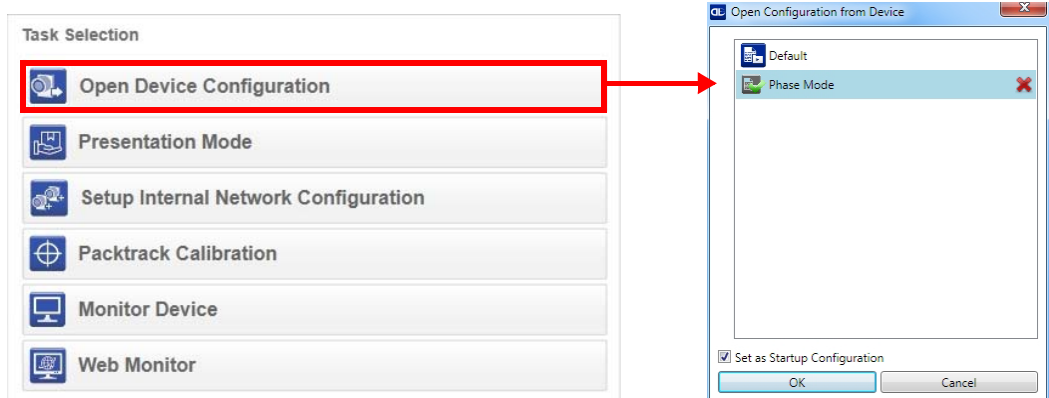 Task Selection
Open Device Configuration
Presentation Mode
Setup Internal Network Configuration
Packtrack Calibration
Monitor Device
Web Monitor
DL Open Configuration from Device
Default
Phase Mode
Set as Startup Configuration
OK Cancel